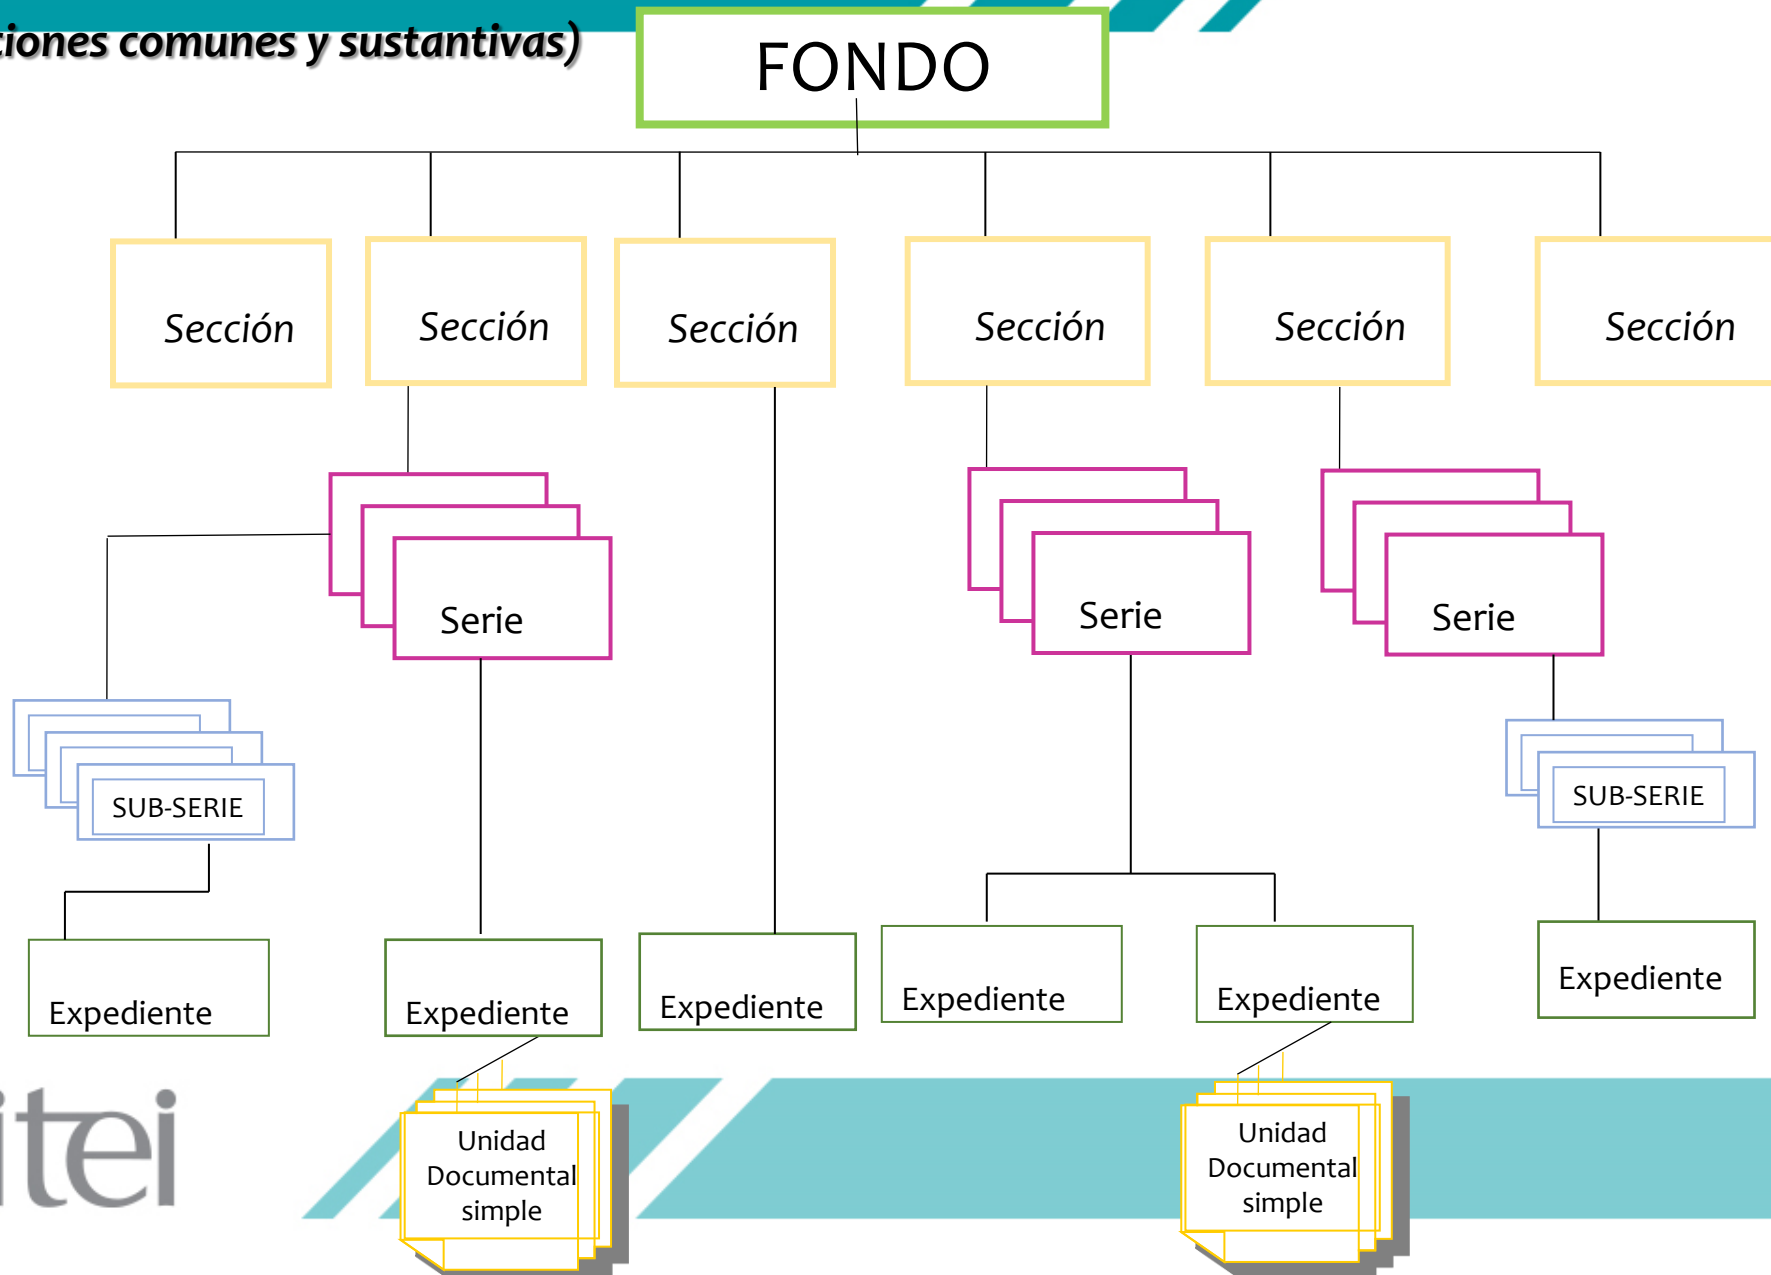 ciones comunes y sustantivas)
FONDO
Sección
Sección
Sección
Sección
Sección
Sección
Serie
Serie
Serie
SUB-SERIE
SUB-SERIE
Expediente
Expediente
Expediente
Expediente
Expediente
Expediente
Unidad
Documental
simple
Unidad
Documental
simple
itei